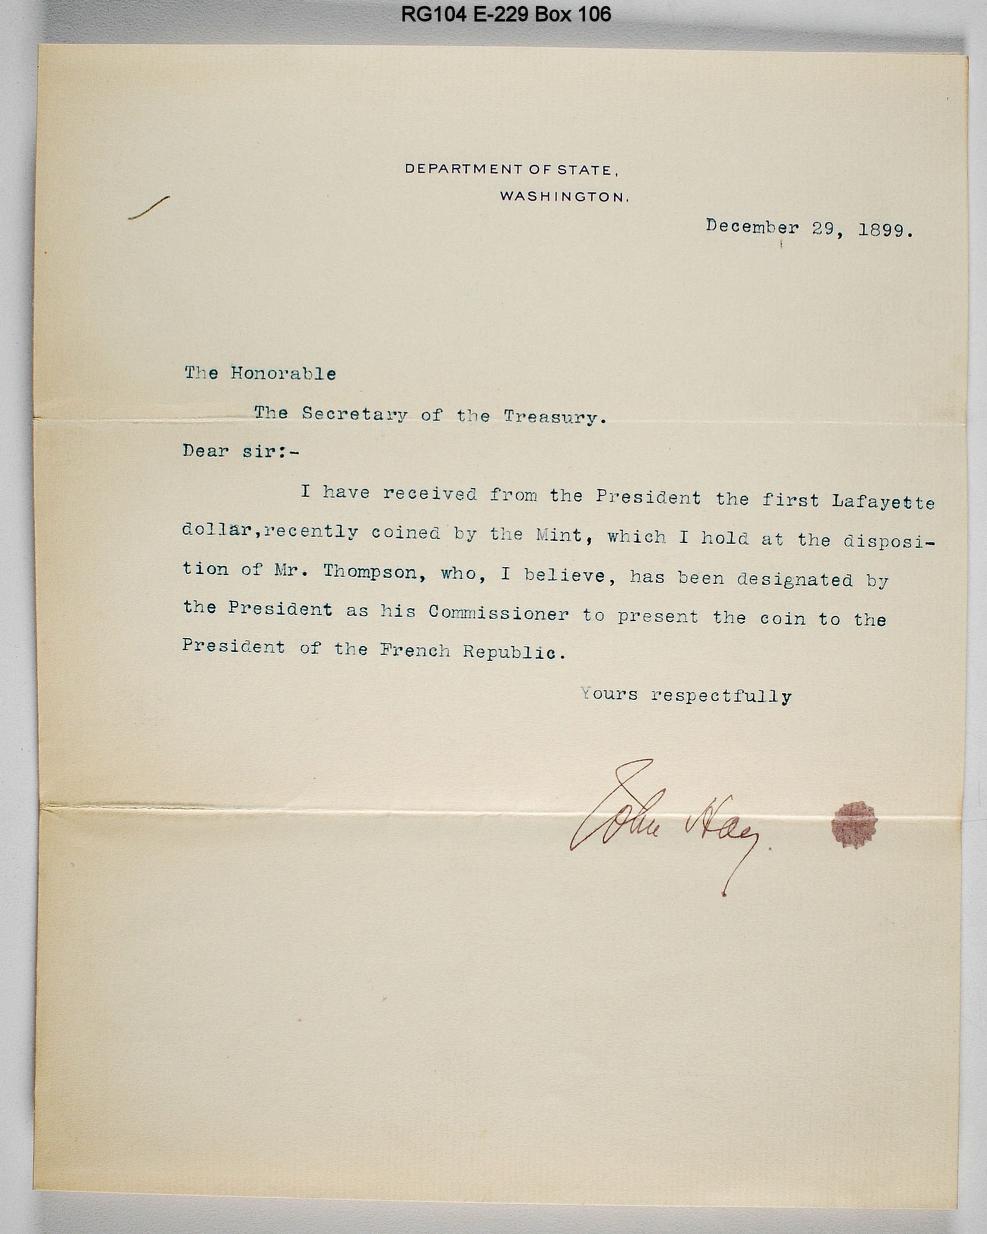 RG104 E-229 Box 106
DEPARTMENT OF STATE,
WASHINGTON.
December 29, 1899.
The Honorable
The Secretary of the Treasury.
Dear sir:-
I have received from the President the first Lafayette
dollar,recently coined by the Mint, which I hold at the disposi-
tion of Mr. Thompson, who, I believe, has been designated by
the President as his Commissioner to present the coin to the
President of the French Republic.
Yours respectfully
John Hay.